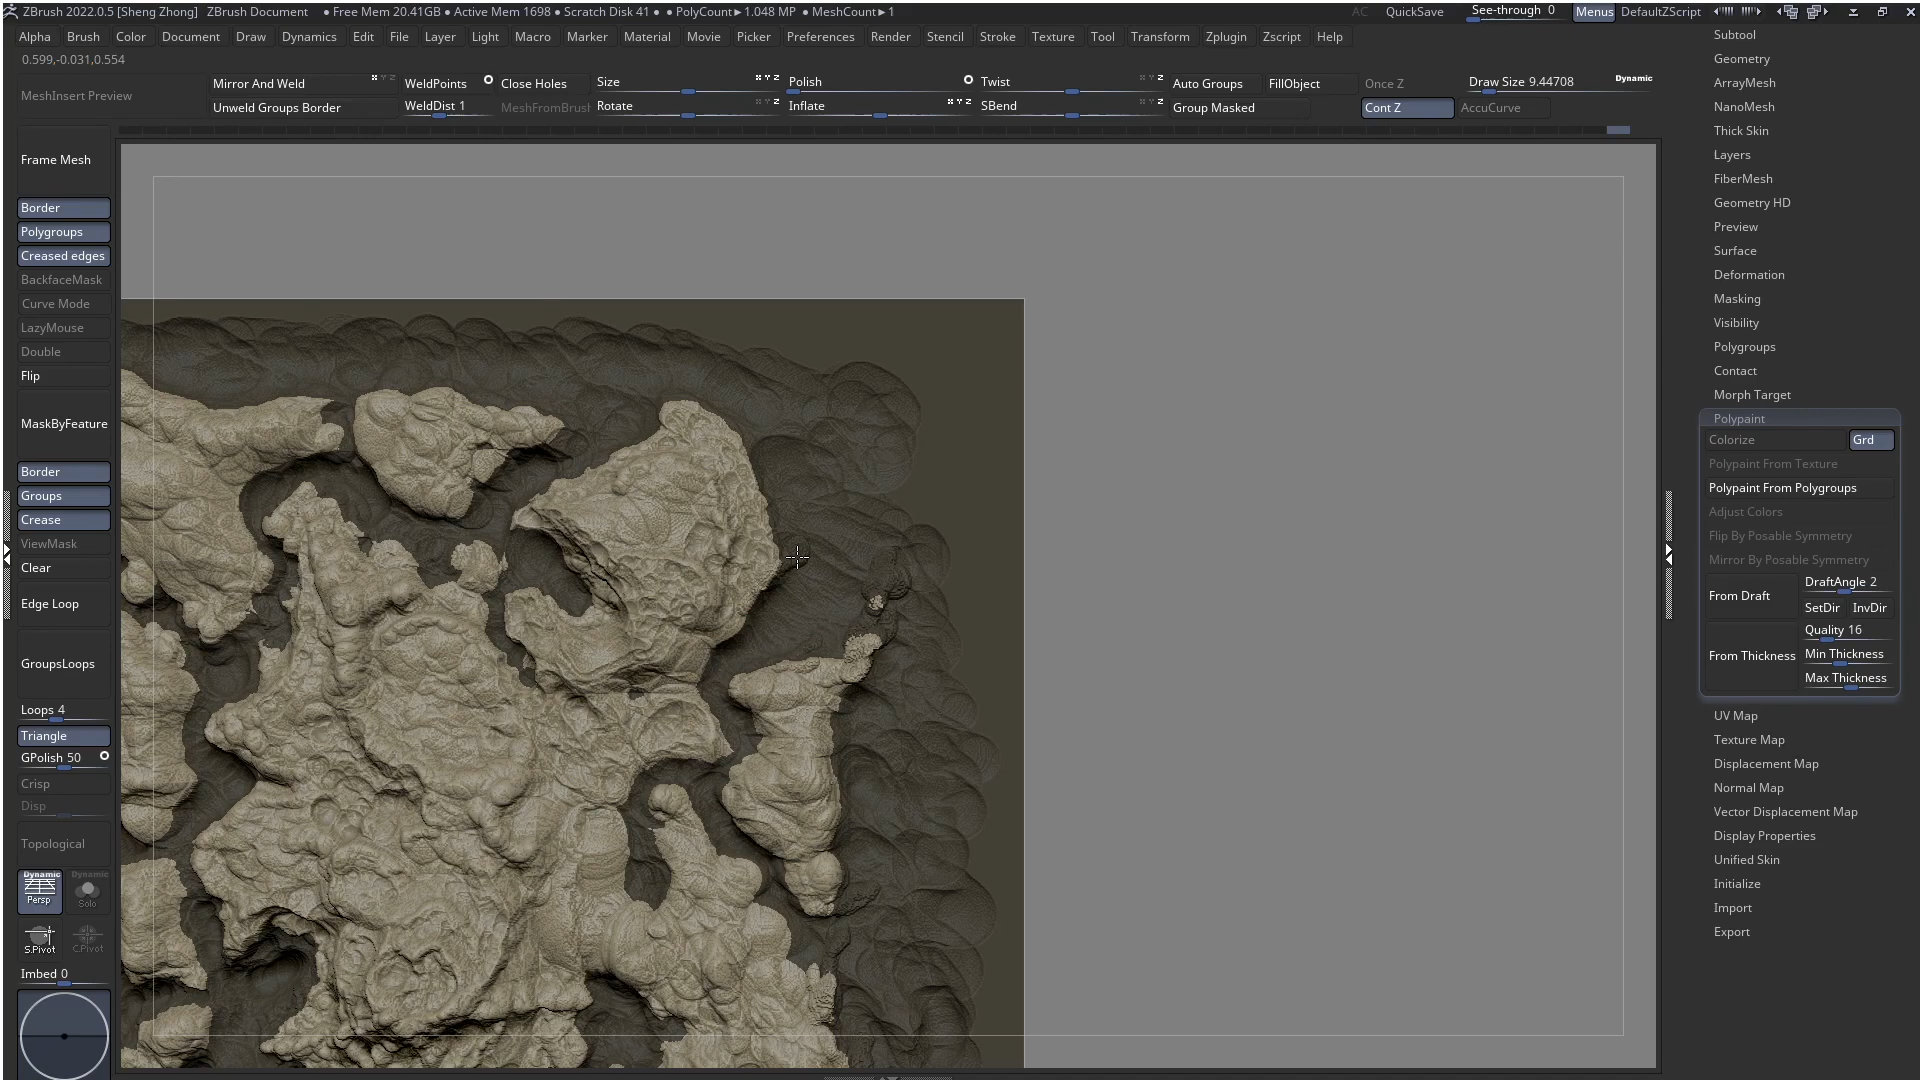 ZBrush 2022.0.5 [Sheng Zhong] ZBrush Document • Free Mem 20.41GB • Active Mem 1698 • Scratch Disk 41 • • PolyCount▸1.048 MP • MeshCount▸1 AC QuickSave See-through 0 Menus DefaultZScript
Alpha Brush Color Document Draw Dynamics Edit File Layer Light Macro Marker Material Movie Picker Preferences Render Stencil Stroke Texture Tool Transform Zplugin Zscript Help
0.599,-0.031,0.554
MeshInsert Preview
Mirror And Weld WeldPoints Close Holes Size Polish Twist Auto Groups FillObject Once Z Draw Size 9.44708 Dynamic
Unweld Groups Border WeldDist 1 MeshFromBrush Rotate Inflate SBend Group Masked Cont Z AccuCurve
Frame Mesh
Border
Polygroups
Creased edges
BackfaceMask
Curve Mode
LazyMouse
Double
Flip
MaskByFeature
Border
Groups
Crease
ViewMask
Clear
Edge Loop
GroupsLoops
Loops 4
Triangle
GPolish 50
Crisp
Disp
Topological
Dynamic Dynamic
Persp Solo
S.Pivot C.Pivot
Imbed 0
Subtool
Geometry
ArrayMesh
NanoMesh
Thick Skin
Layers
FiberMesh
Geometry HD
Preview
Surface
Deformation
Masking
Visibility
Polygroups
Contact
Morph Target
Polypaint
Colorize Grd
Polypaint From Texture
Polypaint From Polygroups
Adjust Colors
Flip By Posable Symmetry
Mirror By Posable Symmetry
From Draft DraftAngle 2
SetDir InvDir
Quality 16
From Thickness Min Thickness
Max Thickness
UV Map
Texture Map
Displacement Map
Normal Map
Vector Displacement Map
Display Properties
Unified Skin
Initialize
Import
Export